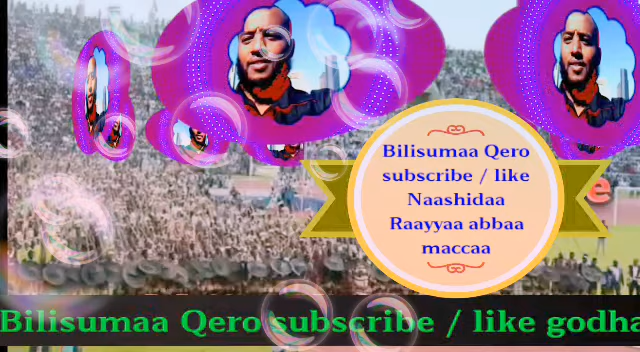 Bilisumaa Qero
subscribe / like
Naashidaa
Raayyaa abbaa
maccaa
Bilisumaa Qero subscribe / like godha